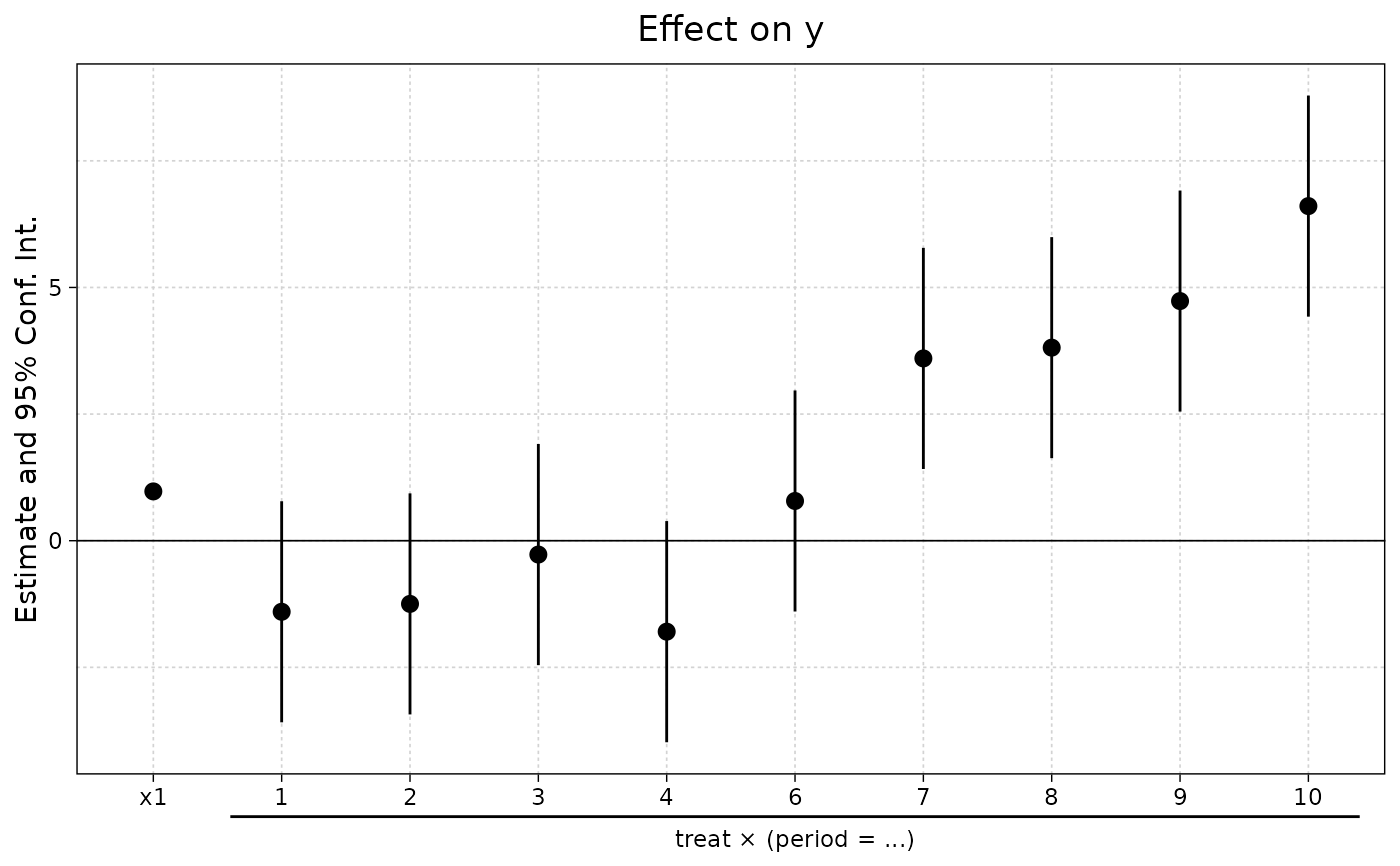 Effect on y
Estimate and 95% Conf. Int.
5
0
x1 1 2 3 4 6 7 8 9 10
treat × (period = ...)